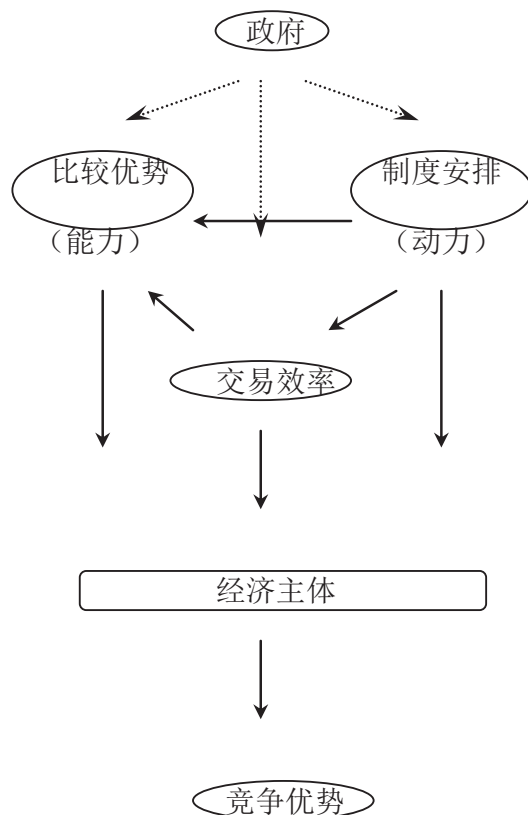 政府
比较优势 制度安排
（能力） （动力）
交易效率
经济主体
竞争优势